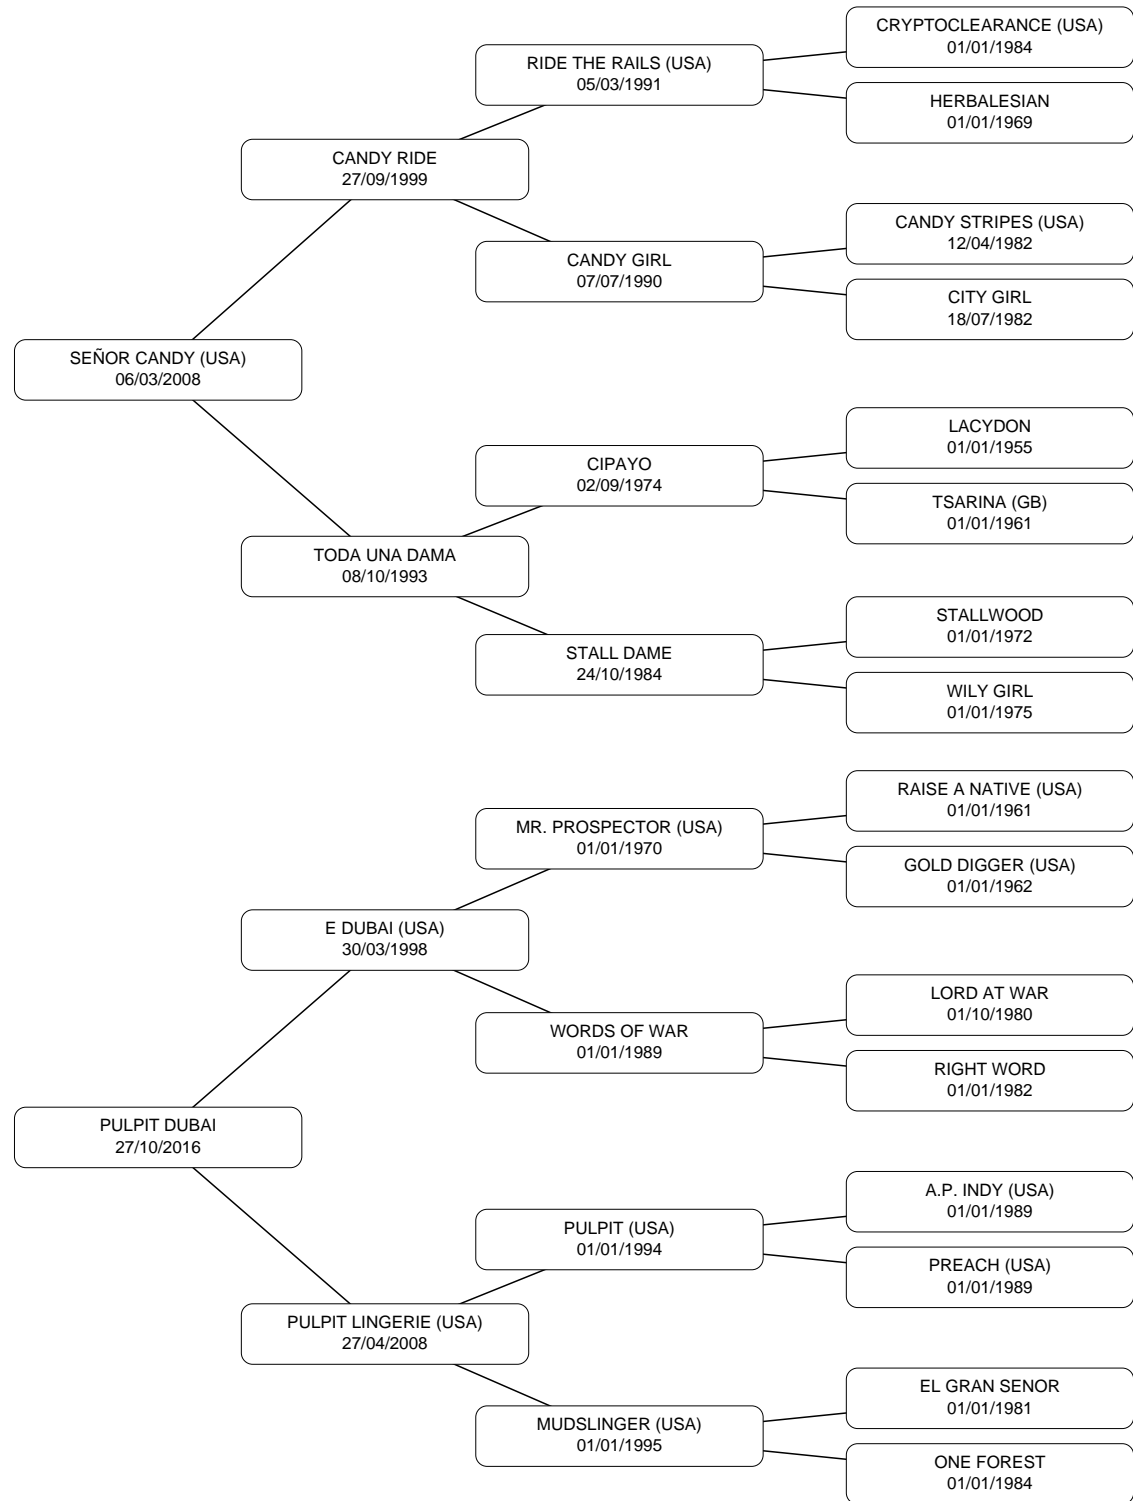 CRYPTOCLEARANCE (USA)
01/01/1984
RIDE THE RAILS (USA)
05/03/1991
HERBALESIAN
01/01/1969
CANDY RIDE
27/09/1999
CANDY STRIPES (USA)
12/04/1982
CANDY GIRL
07/07/1990
CITY GIRL
18/07/1982
SEÑOR CANDY (USA)
06/03/2008
LACYDON
01/01/1955
CIPAYO
02/09/1974
TSARINA (GB)
01/01/1961
TODA UNA DAMA
08/10/1993
STALLWOOD
01/01/1972
STALL DAME
24/10/1984
WILY GIRL
01/01/1975
RAISE A NATIVE (USA)
01/01/1961
MR. PROSPECTOR (USA)
01/01/1970
GOLD DIGGER (USA)
01/01/1962
E DUBAI (USA)
30/03/1998
LORD AT WAR
01/10/1980
WORDS OF WAR
01/01/1989
RIGHT WORD
01/01/1982
PULPIT DUBAI
27/10/2016
A.P. INDY (USA)
01/01/1989
PULPIT (USA)
01/01/1994
PREACH (USA)
01/01/1989
PULPIT LINGERIE (USA)
27/04/2008
EL GRAN SENOR
01/01/1981
MUDSLINGER (USA)
01/01/1995
ONE FOREST
01/01/1984